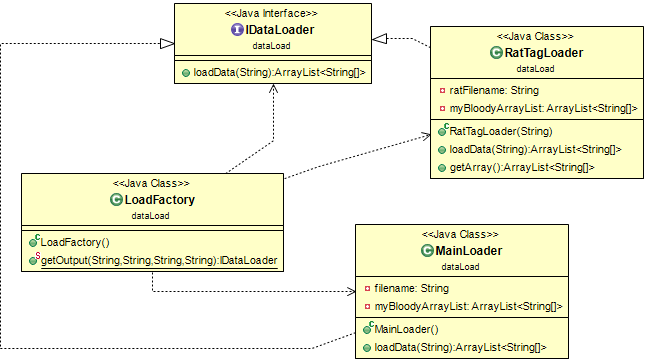 <<Java Interface>>
IDataLoader
dataLoad
loadData(String):ArrayList<String[]>
<<Java Class>>
RatTagLoader
dataLoad
ratFilename: String
myBloodyArrayList: ArrayList<String[]>
RatTagLoader(String)
loadData(String):ArrayList<String[]>
getArray():ArrayList<String[]>
<<Java Class>>
LoadFactory
dataLoad
LoadFactory()
getOutput(String,String,String,String):IDataLoader
<<Java Class>>
MainLoader
dataLoad
filename: String
myBloodyArrayList: ArrayList<String[]>
MainLoader()
loadData(String):ArrayList<String[]>